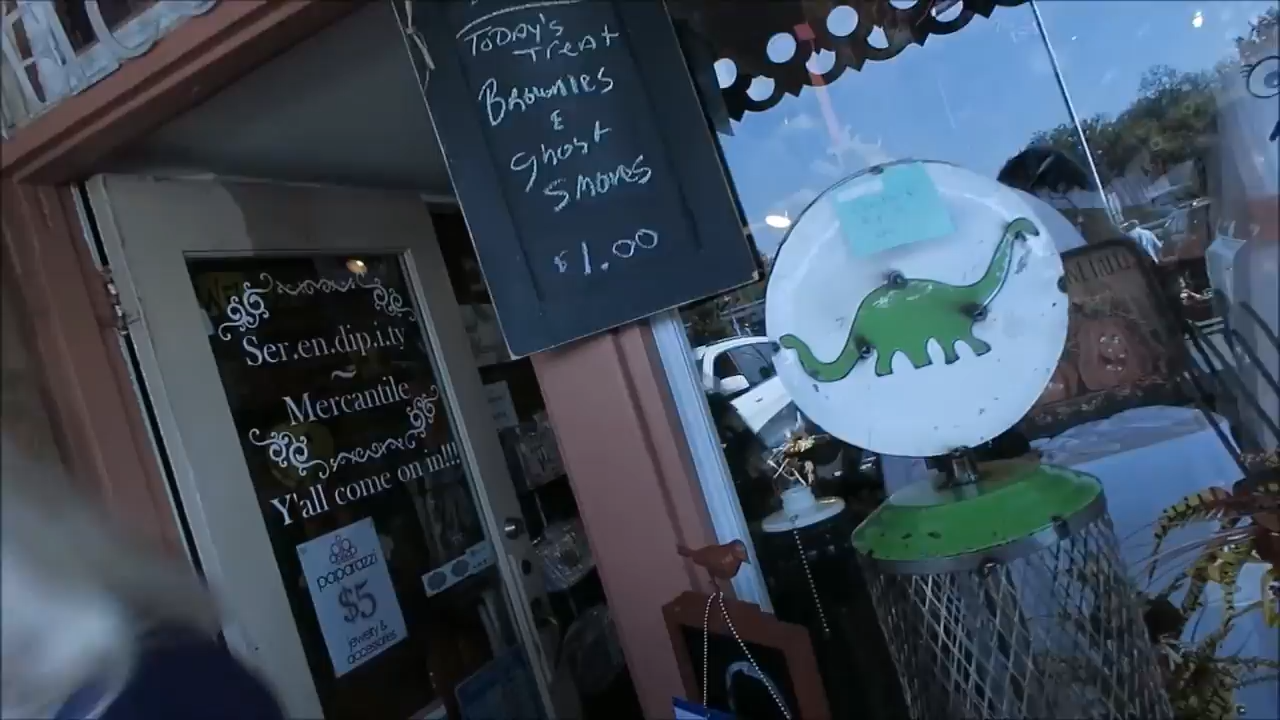 Today's
Treat
Brownies
&
Ghost
Smores
$1.00
Ser.en.dip.i.ty
~
Mercantile
Y'all come on in!!!
paparazzi
$5
jewelry &
accessories